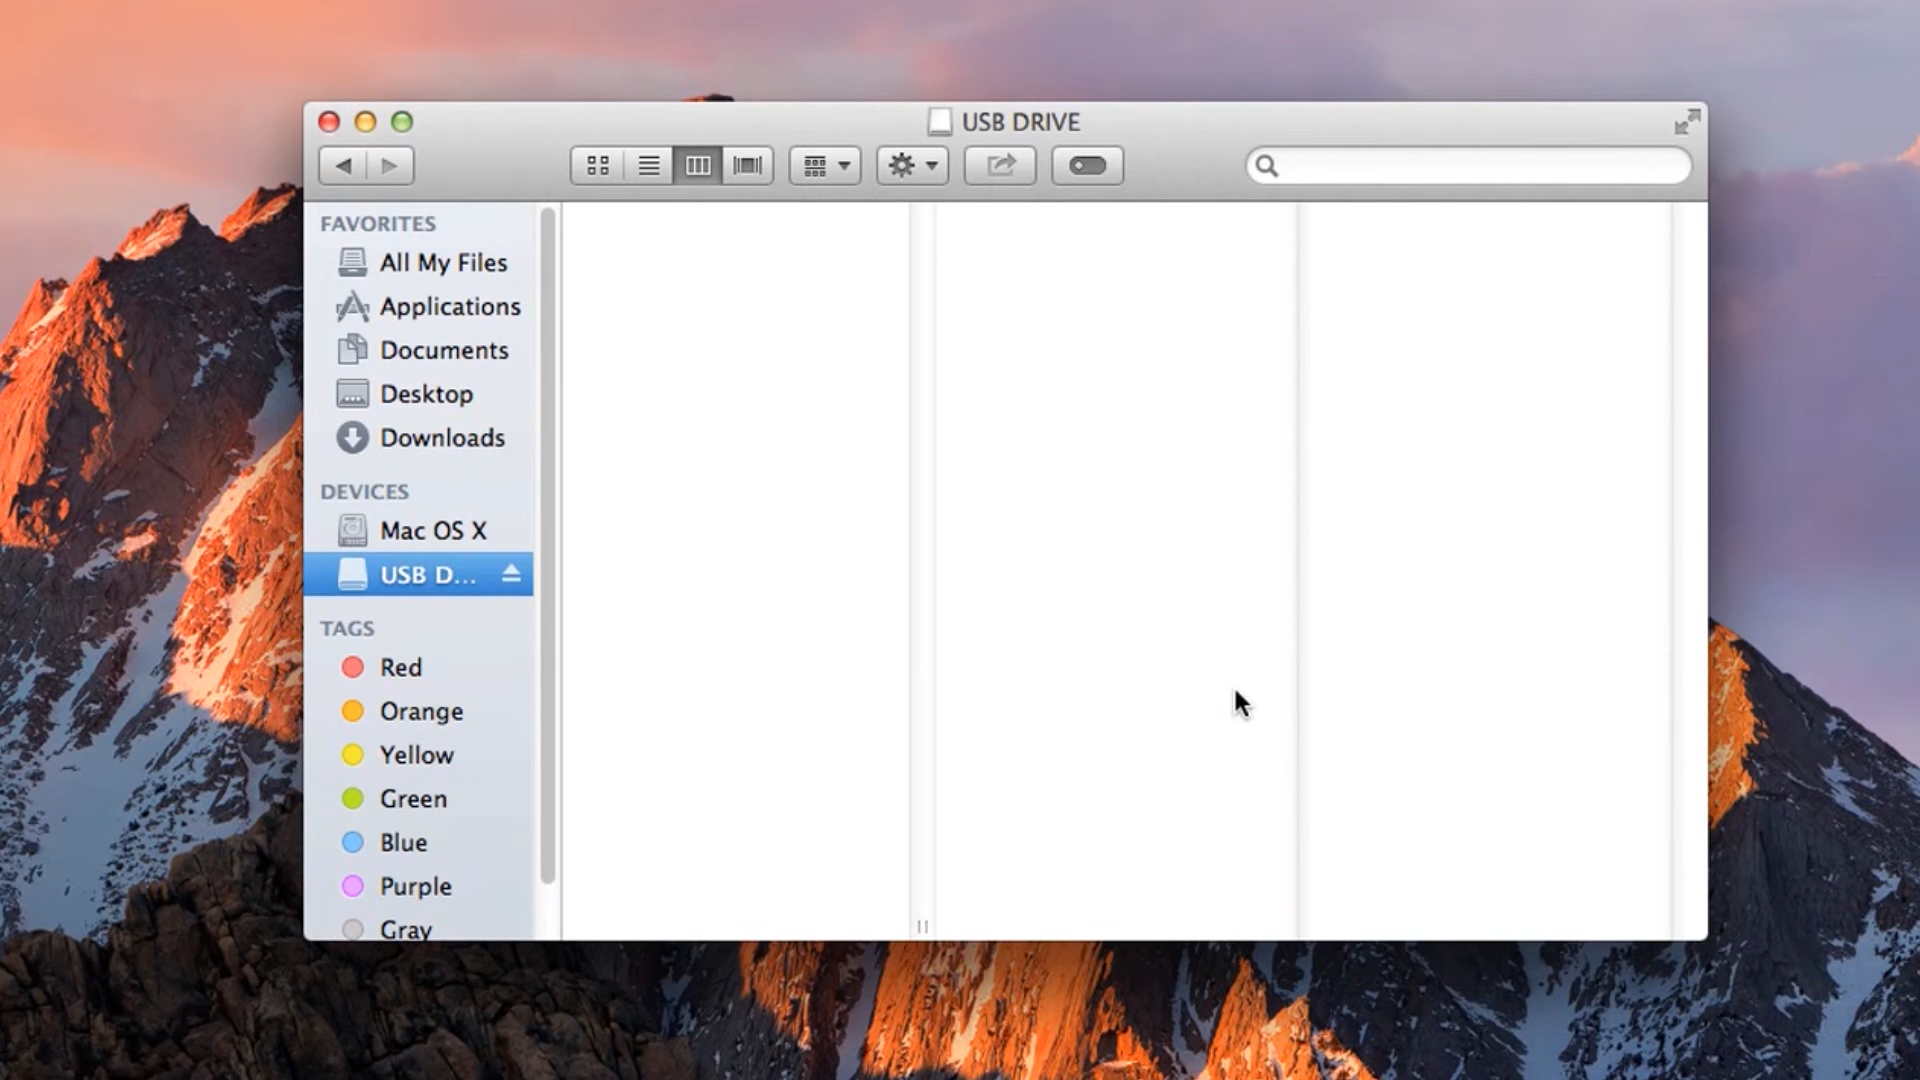 USB DRIVE
FAVORITES
All My Files
Applications
Documents
Desktop
Downloads
DEVICES
Mac OS X
USB D...
TAGS
Red
Orange
Yellow
Green
Blue
Purple
Gray